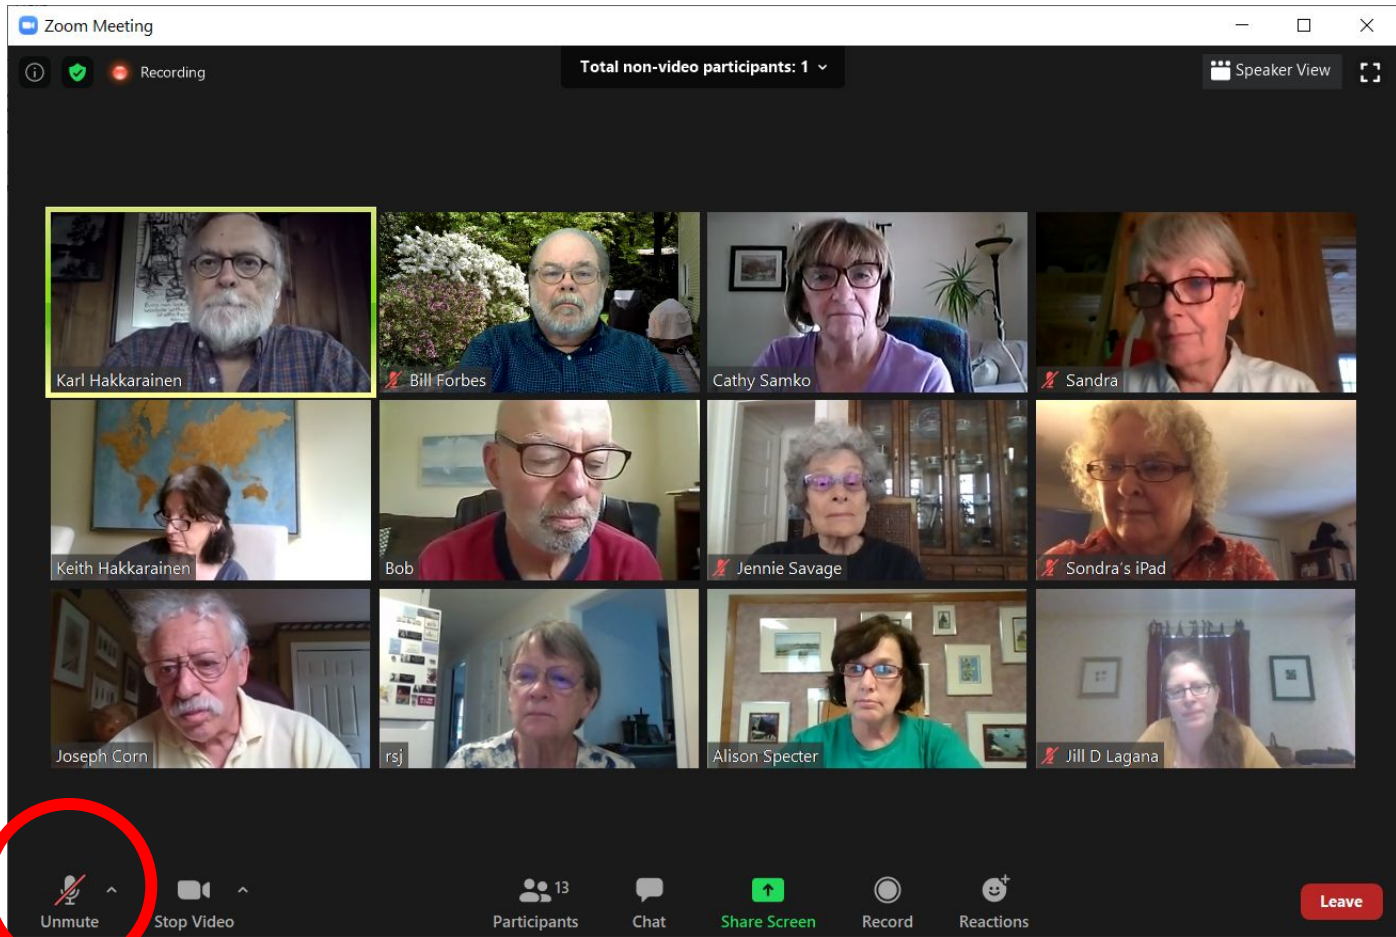 Zoom Meeting
Recording
Total non-video participants: 1
Speaker View
Karl Hakkarainen
Bill Forbes
Cathy Samko
Sandra
Keith Hakkarainen
Bob
Jennie Savage
Sondra's iPad
Joseph Corn
rsj
Alison Specter
Jill D Lagana
Unmute
Stop Video
Participants 13
Chat
Share Screen
Record
Reactions
Leave